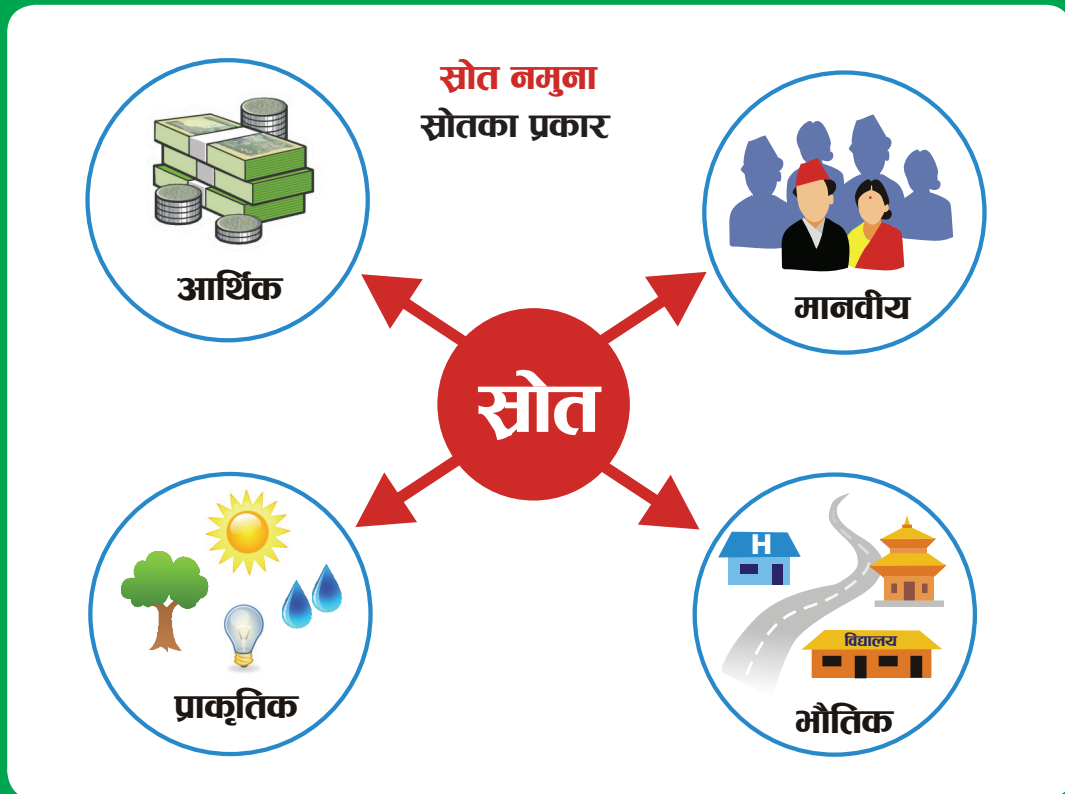 स्रोत नमुना
स्रोतका प्रकार
आर्थिक
मानवीय
स्रोत
प्राकृतिक
H
विद्यालय
भौतिक